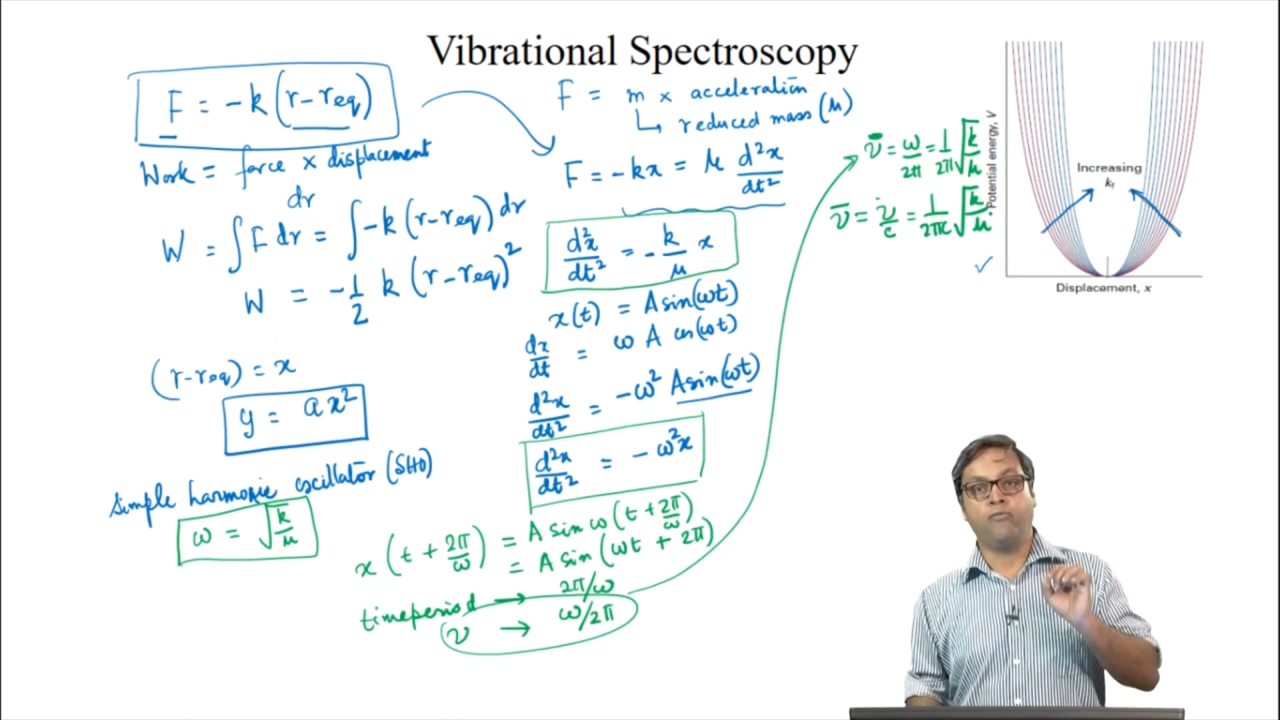 Vibrational Spectroscopy
F = -k (r-req)
Work = force × displacement
dr
W = ∫F dr = ∫-k(r-req) dr
W = -1/2 k (r-req)²
(r-req) = x
y = ax²
Simple harmonic oscillator (SHO)
ω = √k/μ
F = m × acceleration
↳ reduced mass (μ)
F = -kx = μ d²x/dt²
d²x/dt² = -k/μ x
x(t) = A sin(ωt)
dx/dt = ω A cos(ωt)
d²x/dt² = -ω² A sin(ωt)
d²x/dt² = -ω²x
x(t + 2π/ω) = A sin ω(t + 2π/ω)
= A sin(ωt + 2π)
timeperiod → 2π/ω
ν → ω/2π
ν = ω/2π = 1/2π √k/μ
ν̄ = ν/c = 1/2πc √k/μ
Potential energy, V
Increasing
kf
Displacement, x